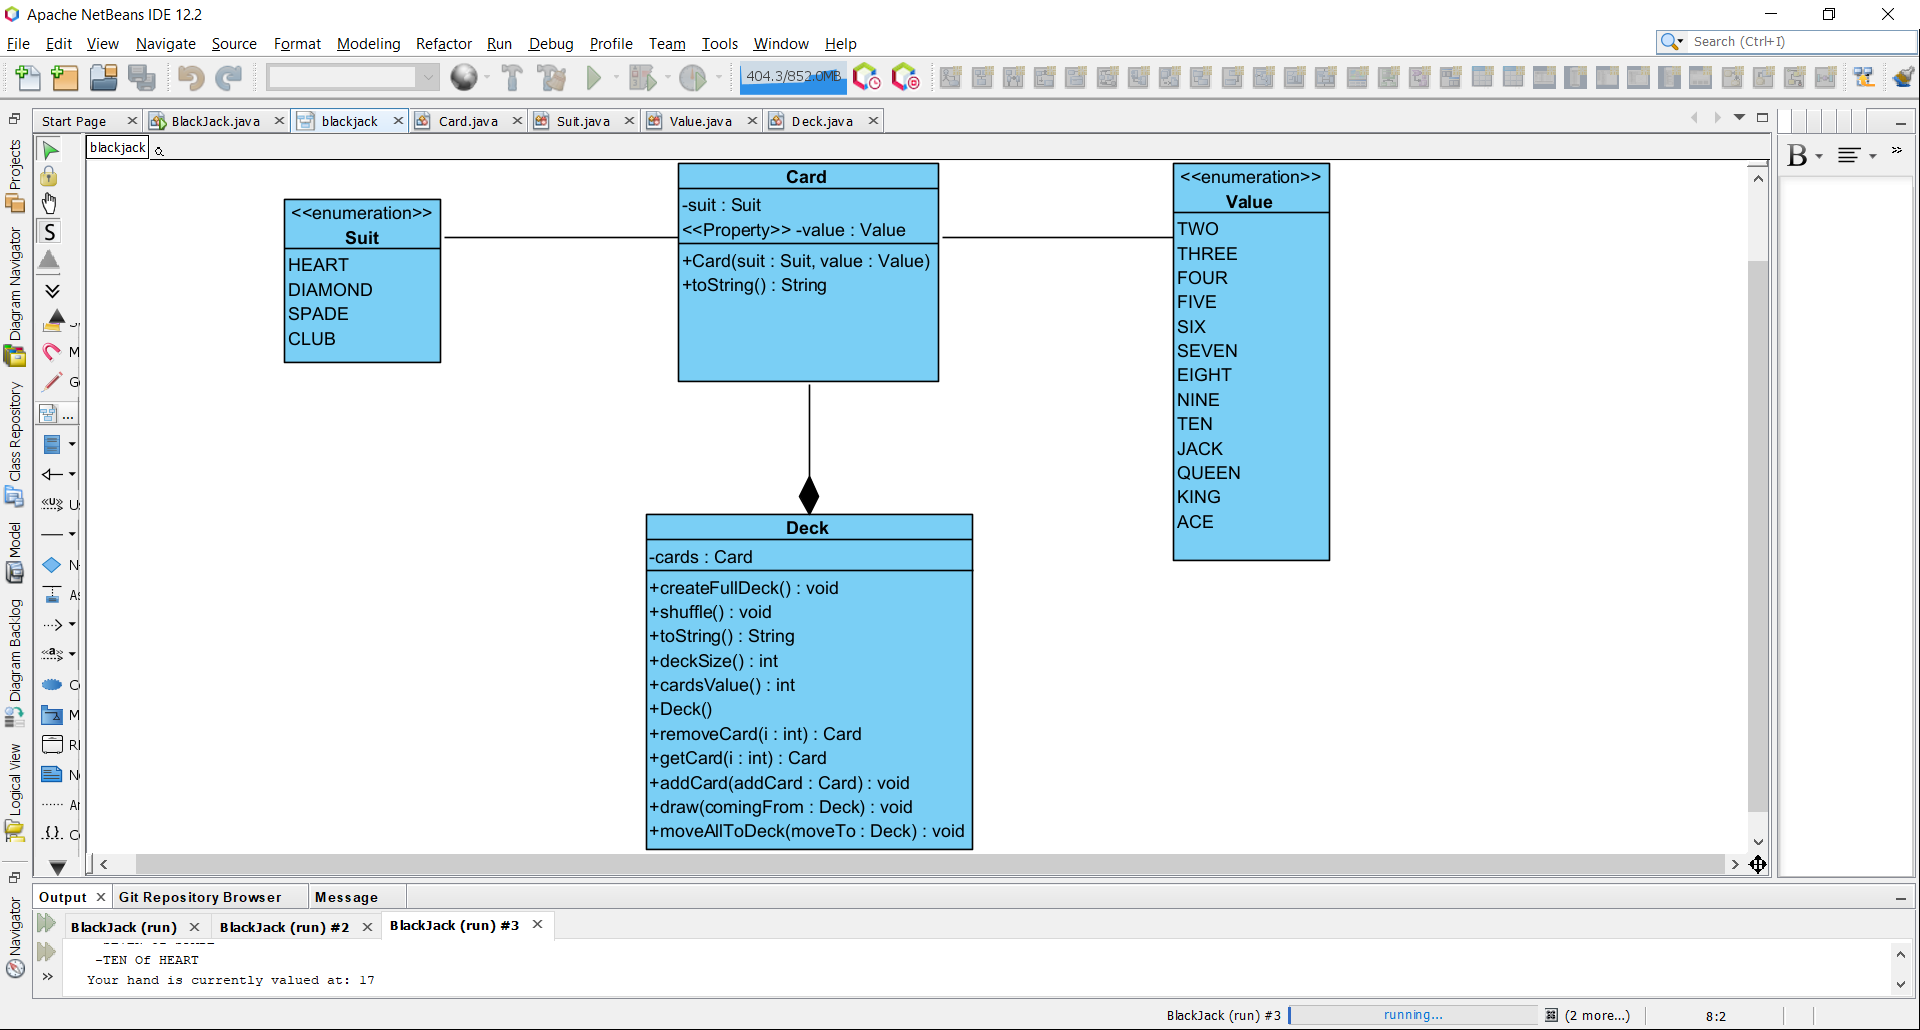 Apache NetBeans IDE 12.2
File Edit View Navigate Source Format Modeling Refactor Run Debug Profile Team Tools Window Help
Search (Ctrl+I)
404.3/852.0MB
Start Page
BlackJack.java
blackjack
Card.java
Suit.java
Value.java
Deck.java
blackjack
Projects
Diagram Navigator
Class Repository
Model
Diagram Backlog
Logical View
Navigator
S
B
<<enumeration>>
Suit
HEART
DIAMOND
SPADE
CLUB
Card
-suit : Suit
<<Property>> -value : Value
+Card(suit : Suit, value : Value)
+toString() : String
<<enumeration>>
Value
TWO
THREE
FOUR
FIVE
SIX
SEVEN
EIGHT
NINE
TEN
JACK
QUEEN
KING
ACE
Deck
-cards : Card
+createFullDeck() : void
+shuffle() : void
+toString() : String
+deckSize() : int
+cardsValue() : int
+Deck()
+removeCard(i : int) : Card
+getCard(i : int) : Card
+addCard(addCard : Card) : void
+draw(comingFrom : Deck) : void
+moveAllToDeck(moveTo : Deck) : void
Output
Git Repository Browser
Message
BlackJack (run)
BlackJack (run) #2
BlackJack (run) #3
-TEN Of HEART
Your hand is currently valued at: 17
BlackJack (run) #3
running...
(2 more...)
8:2